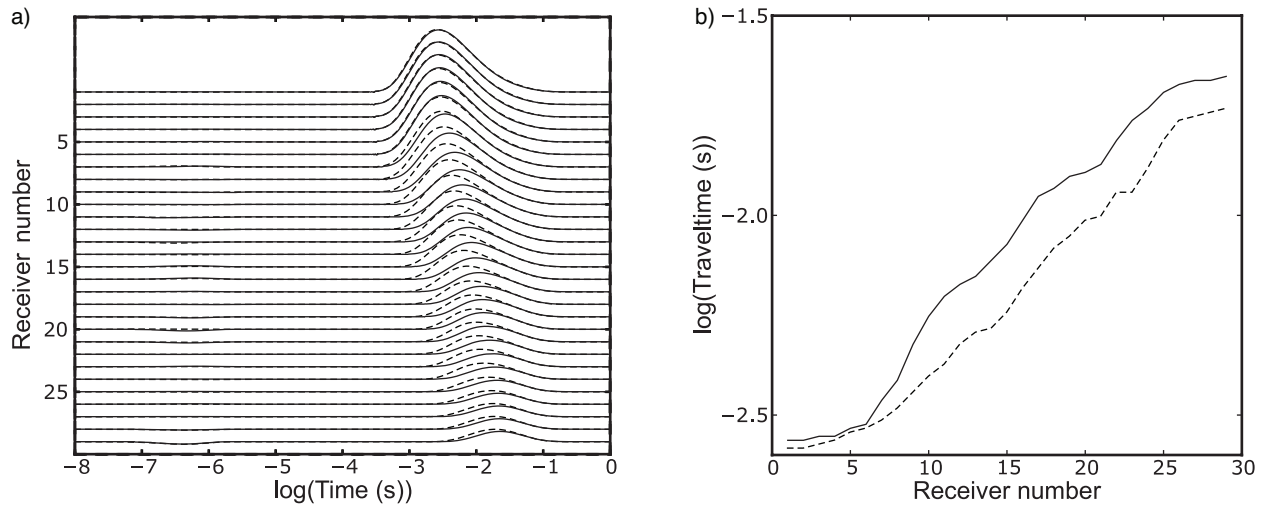 a)
Receiver number
5
10
15
20
25
−8 −7 −6 −5 −4 −3 −2 −1 0
log(Time (s))
b)
log(Traveltime (s))
−1.5
−2.0
−2.5
0 5 10 15 20 25 30
Receiver number